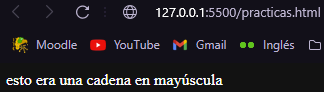 127.0.0.1:5500/practicas.html
Moodle YouTube Gmail Inglés
esto era una cadena en mayúscula